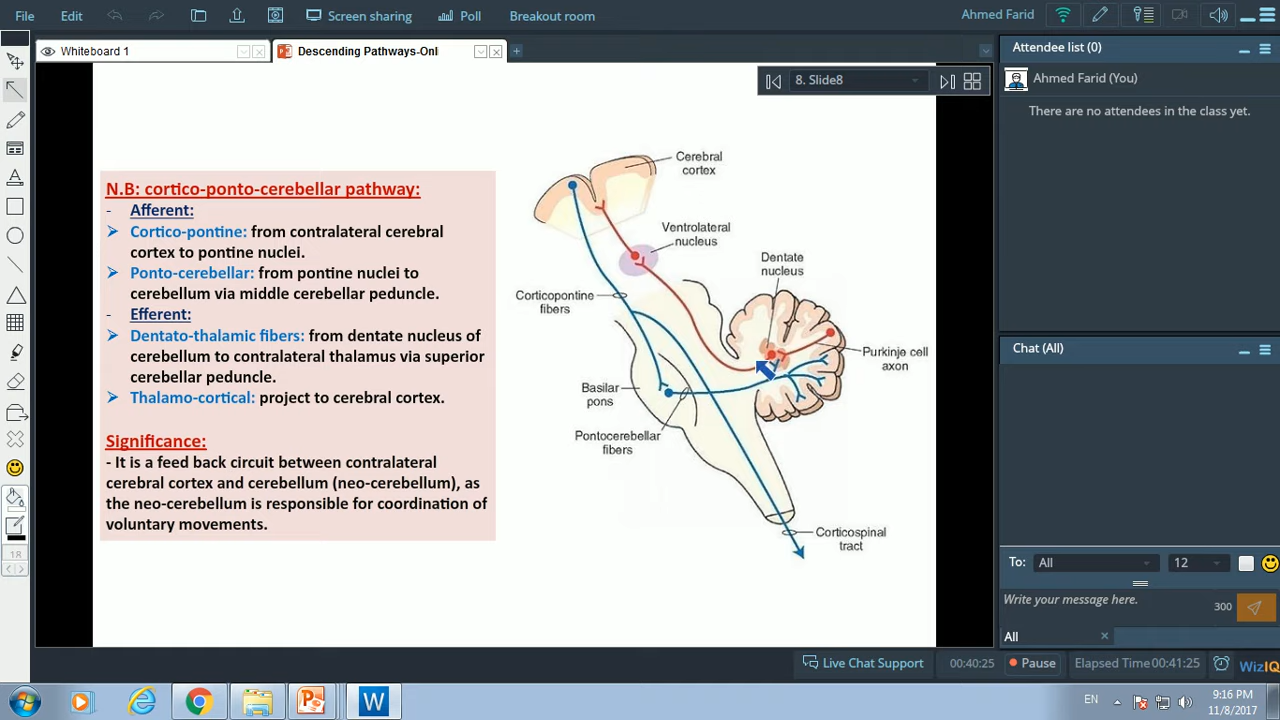 File Edit Screen sharing Poll Breakout room Ahmed Farid
Whiteboard 1 Descending Pathways-Onl
8. Slide8
Attendee list (0)
Ahmed Farid (You)
There are no attendees in the class yet.
N.B: cortico-ponto-cerebellar pathway:
- Afferent:
Cortico-pontine: from contralateral cerebral
cortex to pontine nuclei.
Ponto-cerebellar: from pontine nuclei to
cerebellum via middle cerebellar peduncle.
- Efferent:
Dentato-thalamic fibers: from dentate nucleus of
cerebellum to contralateral thalamus via superior
cerebellar peduncle.
Thalamo-cortical: project to cerebral cortex.
Significance:
- It is a feed back circuit between contralateral
cerebral cortex and cerebellum (neo-cerebellum), as
the neo-cerebellum is responsible for coordination of
voluntary movements.
Cerebral
cortex
Ventrolateral
nucleus
Dentate
nucleus
Corticopontine
fibers
Purkinje cell
axon
Basilar
pons
Pontocerebellar
fibers
Corticospinal
tract
Chat (All)
To: All 12
Write your message here. 300
All
Live Chat Support 00:40:25 Pause Elapsed Time 00:41:25 WizIQ
EN 9:16 PM
11/8/2017